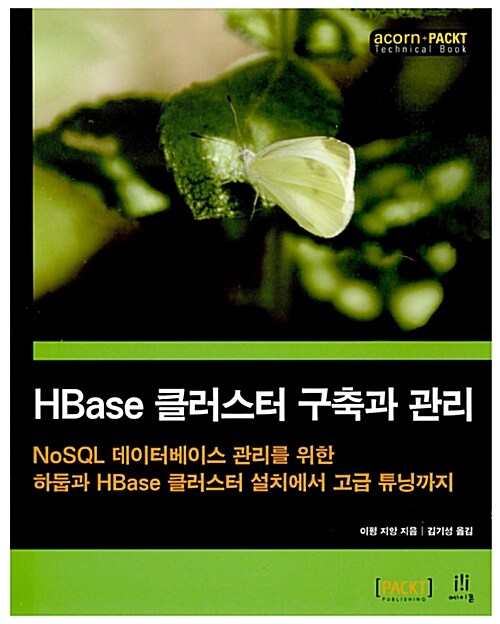 acorn+PACKT
Technical Book
HBase 클러스터 구축과 관리
NoSQL 데이터베이스 관리를 위한
하둡과 HBase 클러스터 설치에서 고급 튜닝까지
이펑 지앙 지음 | 김기성 옮김
[PACKT]
PUBLISHING
에이콘